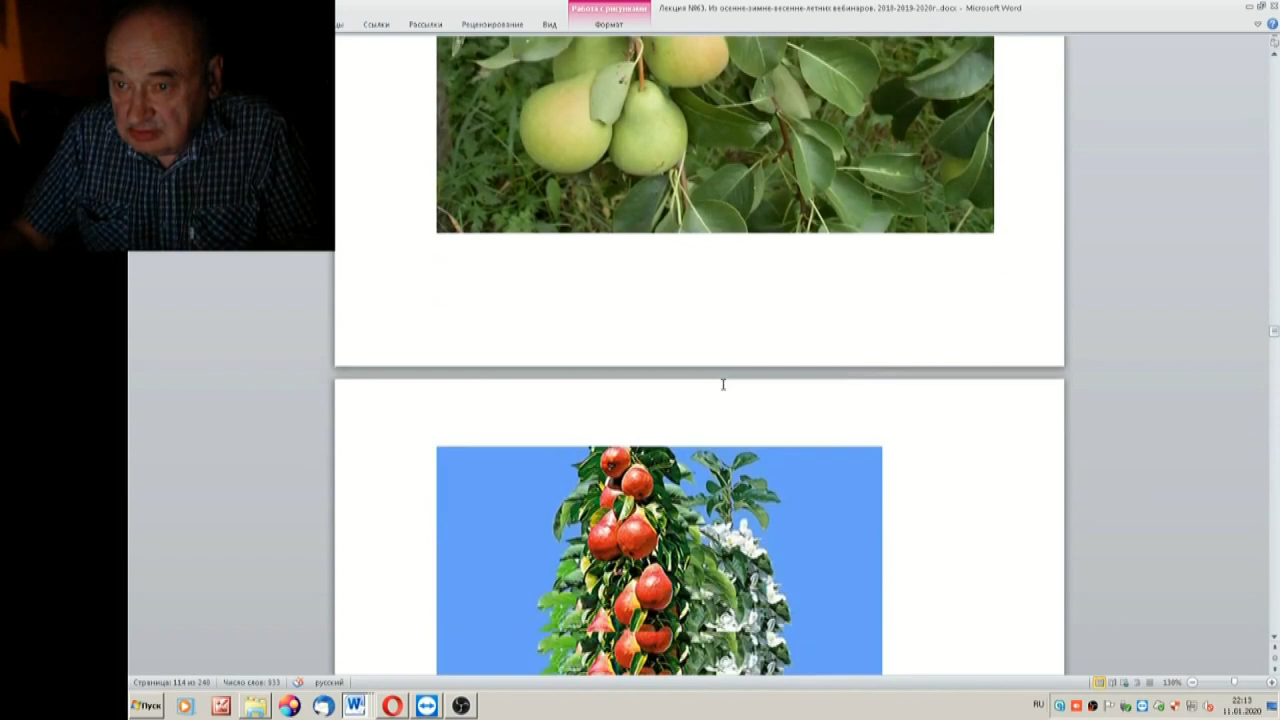 Работа с рисунками
Лекция №63. Из осенне-зимне-весенне-летних вебинаров, 2018-2019-2020г..docx - Microsoft Word
Ссылки
Рассылки
Рецензирование
Вид
Формат
Страница: 114 из 240
Число слов: 933
русский
138%
Пуск
RU
22:13
11.01.2020